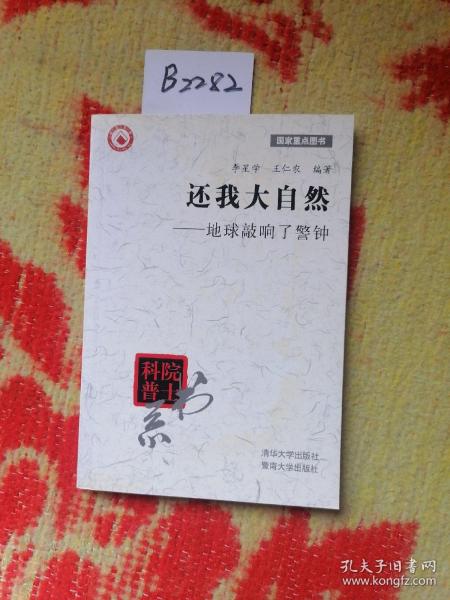 B2282
国家重点图书
李星学 王仁农 编著
还我大自然
——地球敲响了警钟
院士
科普
书系
清华大学出版社
暨南大学出版社
孔夫子旧书网
www.kongfz.com